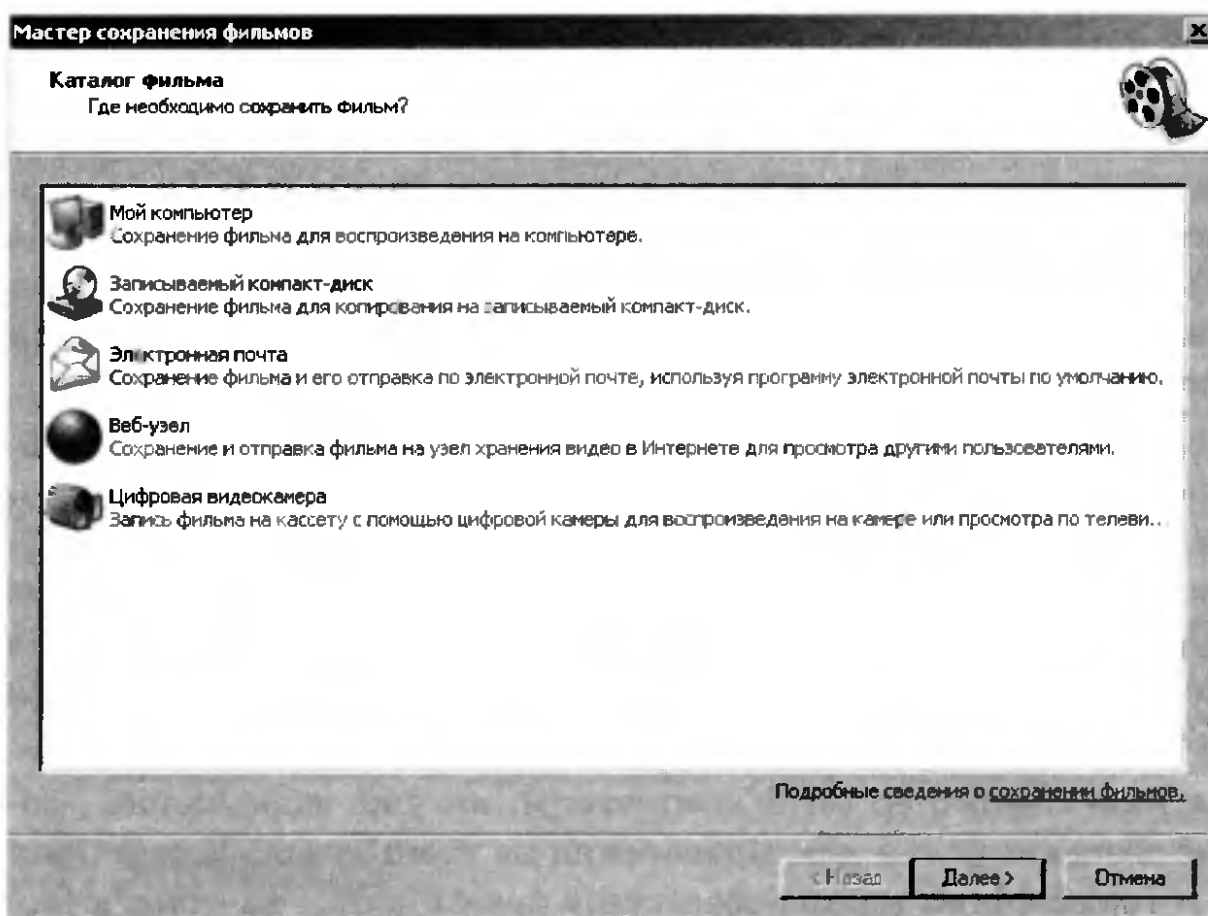 Мастер сохранения фильмов
Каталог фильма
Где необходимо сохранить фильм?
Мой компьютер
Сохранение фильма для воспроизведения на компьютере.
Записываемый компакт-диск
Сохранение фильма для копирования на записываемый компакт-диск.
Электронная почта
Сохранение фильма и его отправка по электронной почте, используя программу электронной почты по умолчанию.
Веб-узел
Сохранение и отправка фильма на узел хранения видео в Интернете для просмотра другими пользователями.
Цифровая видеокамера
Запись фильма на кассету с помощью цифровой камеры для воспроизведения на камере или просмотра по телеви...
Подробные сведения о сохранении фильмов.
< Назад
Далее >
Отмена